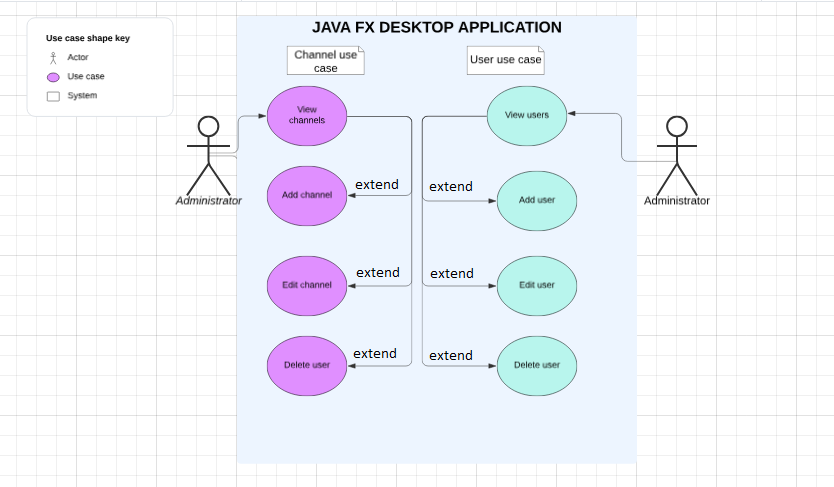 JAVA FX DESKTOP APPLICATION
Use case shape key
Actor
Use case
System
Channel use
case
User use case
View
channels
View users
Administrator
Administrator
extend
extend
Add channel
Add user
extend
extend
Edit channel
Edit user
extend
extend
Delete user
Delete user